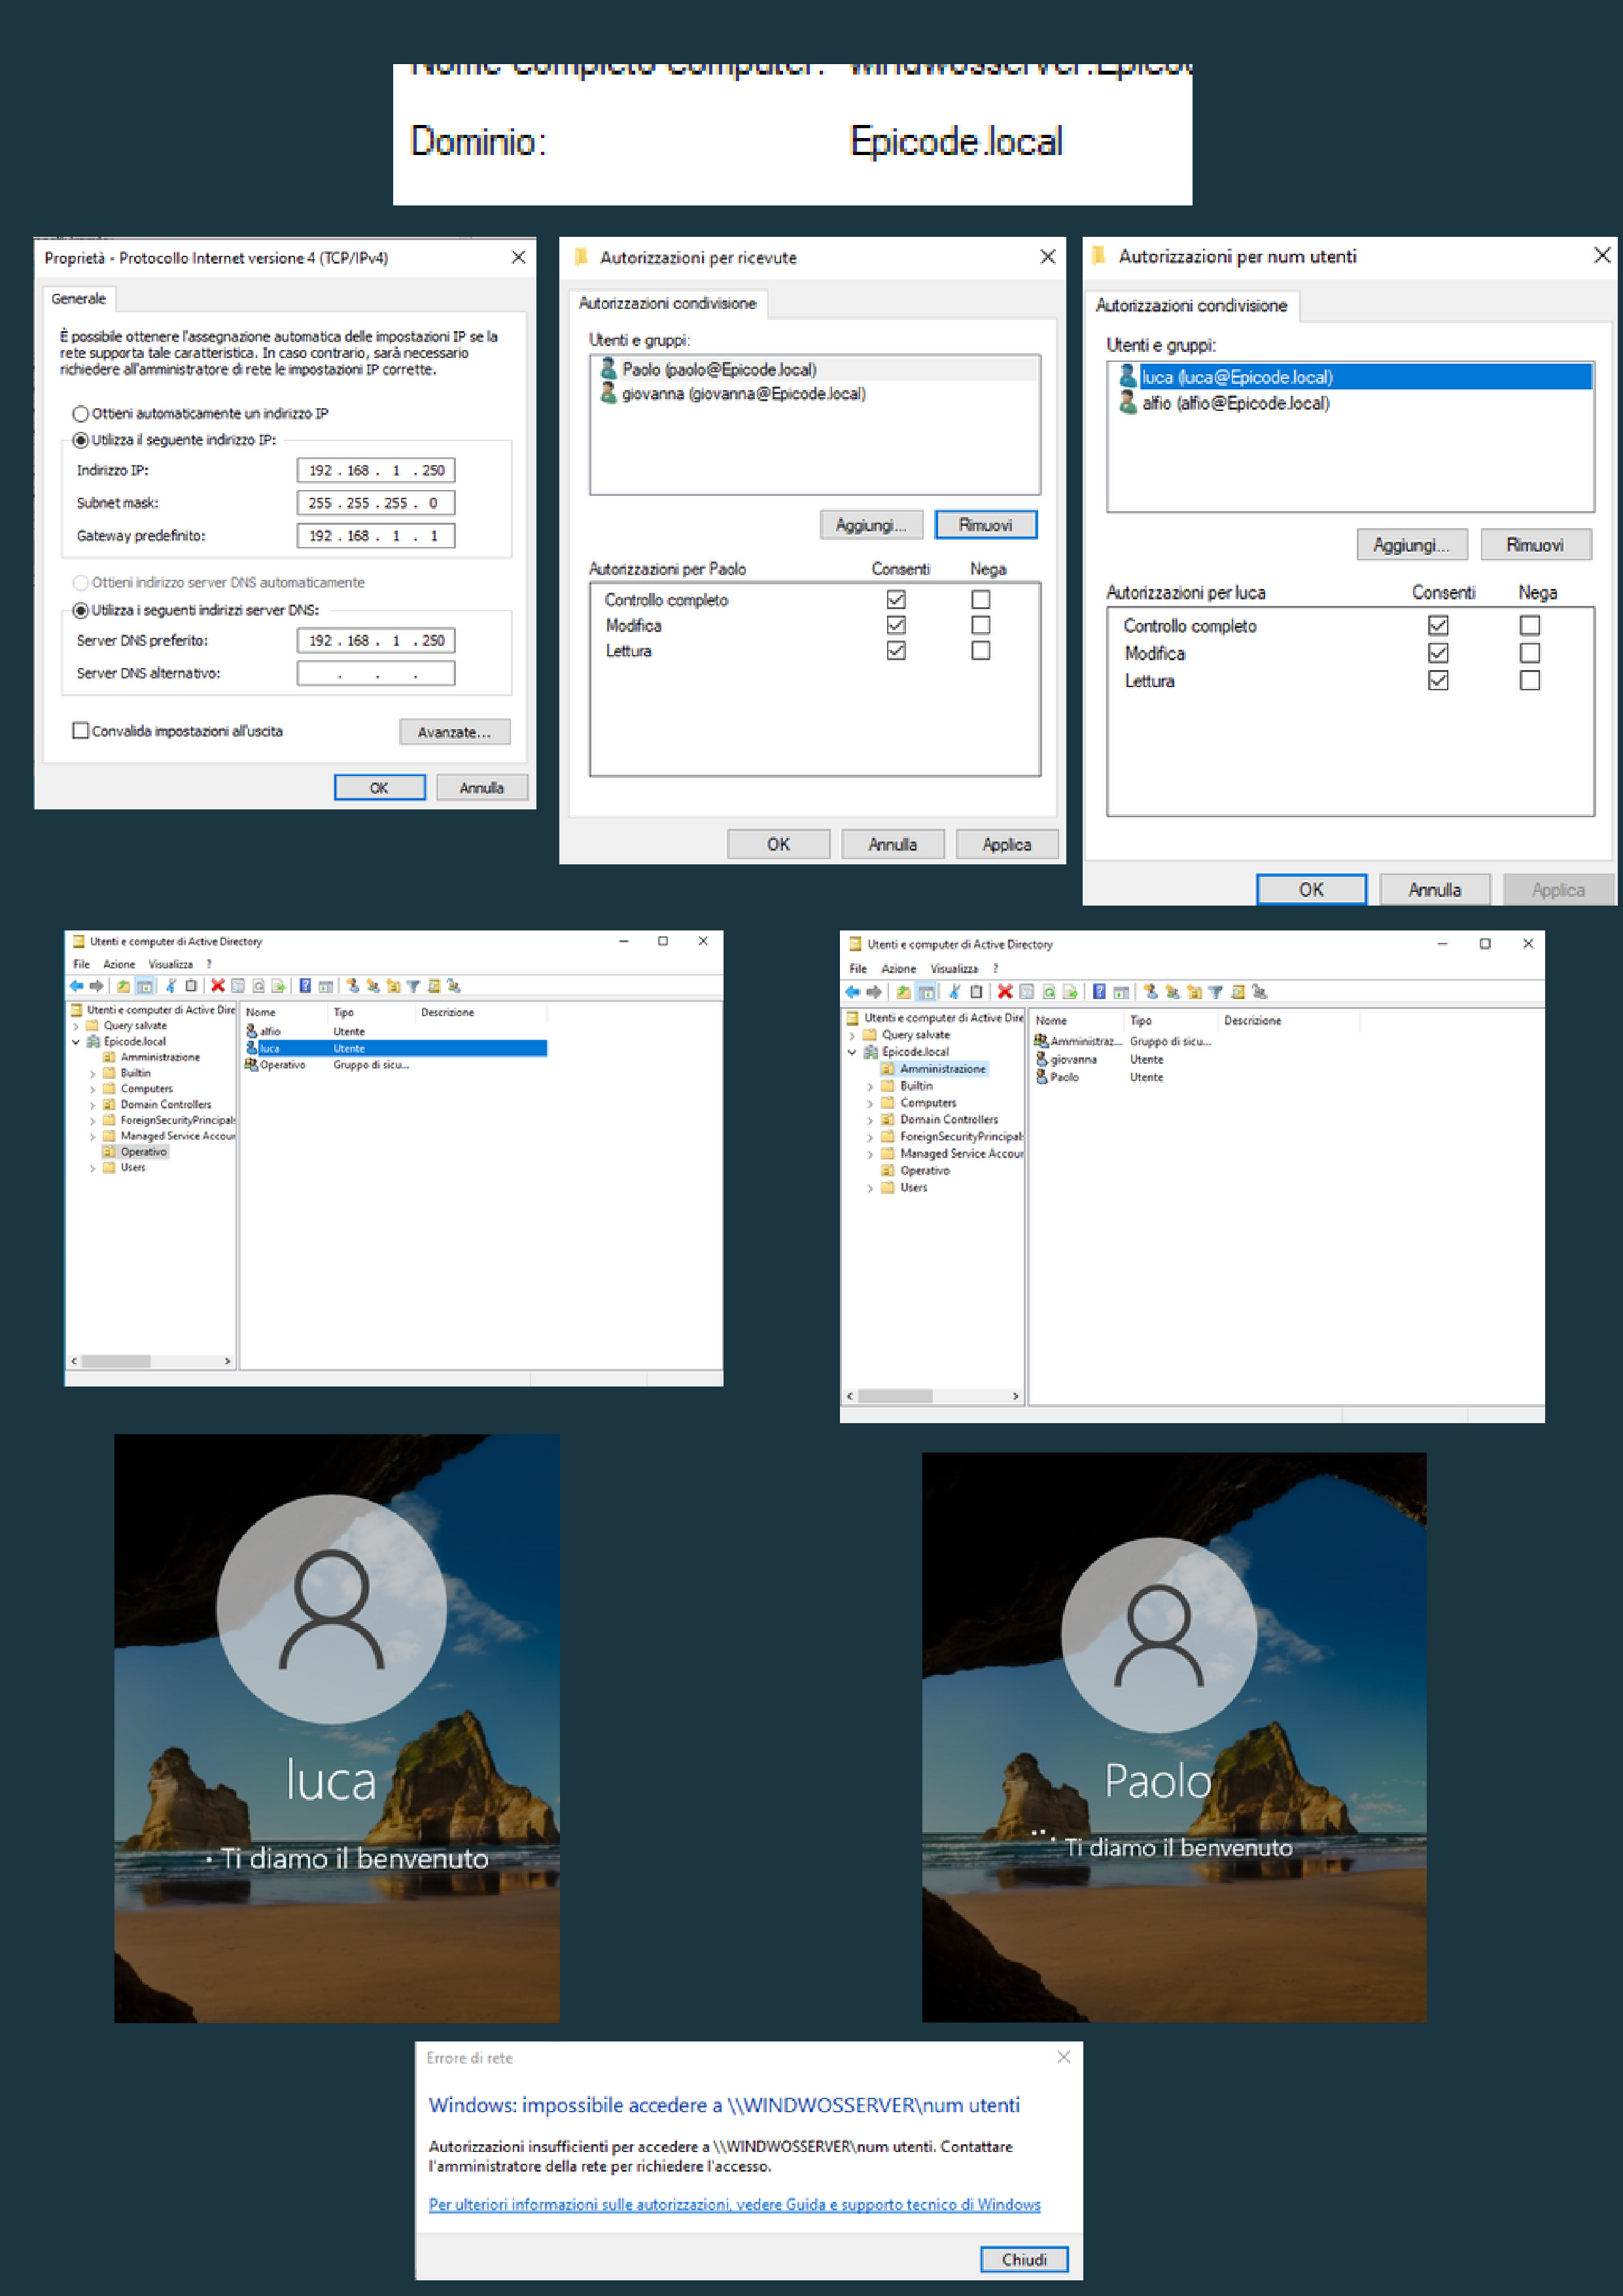 Nome Completo Computer: windwosserver.Epicod
Dominio: Epicode.local
Proprietà - Protocollo Internet versione 4 (TCP/IPv4)
Generale
È possibile ottenere l'assegnazione automatica delle impostazioni IP se la
rete supporta tale caratteristica. In caso contrario, sarà necessario
richiedere all'amministratore di rete le impostazioni IP corrette.
Ottieni automaticamente un indirizzo IP
Utilizza il seguente indirizzo IP:
Indirizzo IP: 192 . 168 . 1 . 250
Subnet mask: 255 . 255 . 255 . 0
Gateway predefinito: 192 . 168 . 1 . 1
Ottieni indirizzo server DNS automaticamente
Utilizza i seguenti indirizzi server DNS:
Server DNS preferito: 192 . 168 . 1 . 250
Server DNS alternativo: . . .
Convalida impostazioni all'uscita
Avanzate...
OK Annulla
Autorizzazioni per ricevute
Autorizzazioni condivisione
Utenti e gruppi:
Paolo (paolo@Epicode.local)
giovanna (giovanna@Epicode.local)
Aggiungi... Rimuovi
Autorizzazioni per Paolo Consenti Nega
Controllo completo
Modifica
Lettura
OK Annulla Applica
Autorizzazioni per num utenti
Autorizzazioni condivisione
Utenti e gruppi:
luca (luca@Epicode.local)
alfio (alfio@Epicode.local)
Aggiungi... Rimuovi
Autorizzazioni per luca Consenti Nega
Controllo completo
Modifica
Lettura
OK Annulla Applica
Utenti e computer di Active Directory
File Azione Visualizza ?
Utenti e computer di Active Dire
Query salvate
Epicode.local
Amministrazione
Builtin
Computers
Domain Controllers
ForeignSecurityPrincipals
Managed Service Accour
Operativo
Users
Nome Tipo Descrizione
alfio Utente
luca Utente
Operativo Gruppo di sicu...
Utenti e computer di Active Directory
File Azione Visualizza ?
Utenti e computer di Active Dire
Query salvate
Epicode.local
Amministrazione
Builtin
Computers
Domain Controllers
ForeignSecurityPrincipals
Managed Service Accour
Operativo
Users
Nome Tipo Descrizione
Amministraz... Gruppo di sicu...
giovanna Utente
Paolo Utente
luca
Ti diamo il benvenuto
Paolo
Ti diamo il benvenuto
Errore di rete
Windows: impossibile accedere a \\WINDWOSSERVER\num utenti
Autorizzazioni insufficienti per accedere a \\WINDWOSSERVER\num utenti. Contattare
l'amministratore della rete per richiedere l'accesso.
Per ulteriori informazioni sulle autorizzazioni, vedere Guida e supporto tecnico di Windows
Chiudi